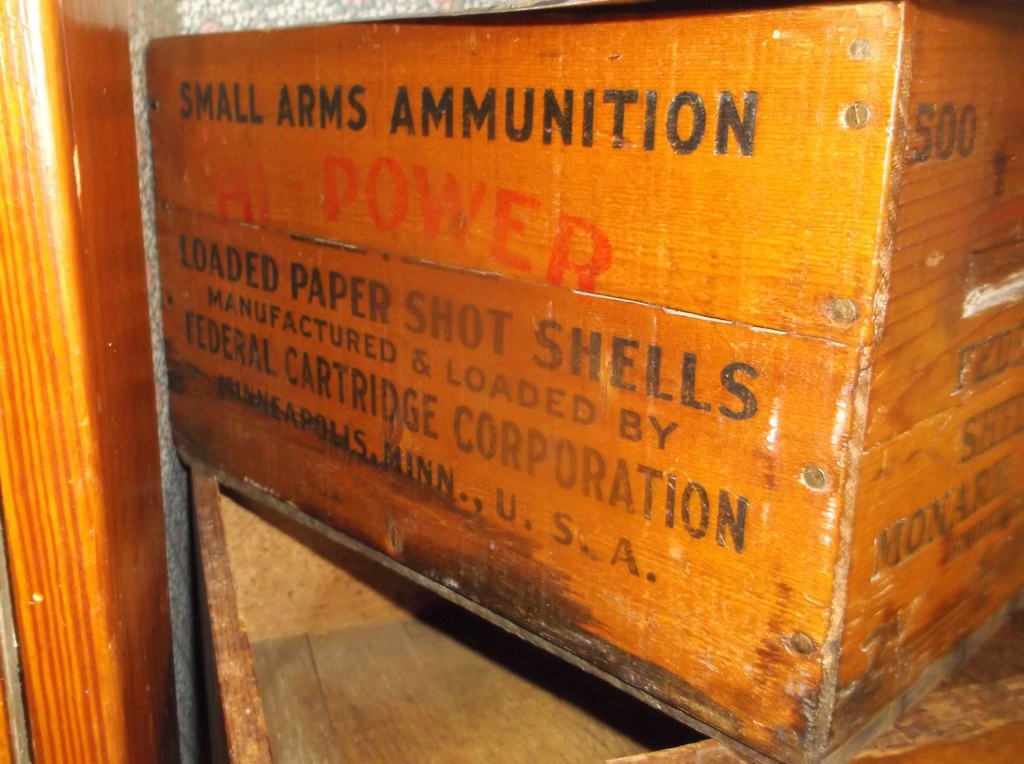 SMALL ARMS AMMUNITION
HI-POWER
LOADED PAPER SHOT SHELLS
MANUFACTURED & LOADED BY
FEDERAL CARTRIDGE CORPORATION
MINNEAPOLIS, MINN., U. S. A.
500